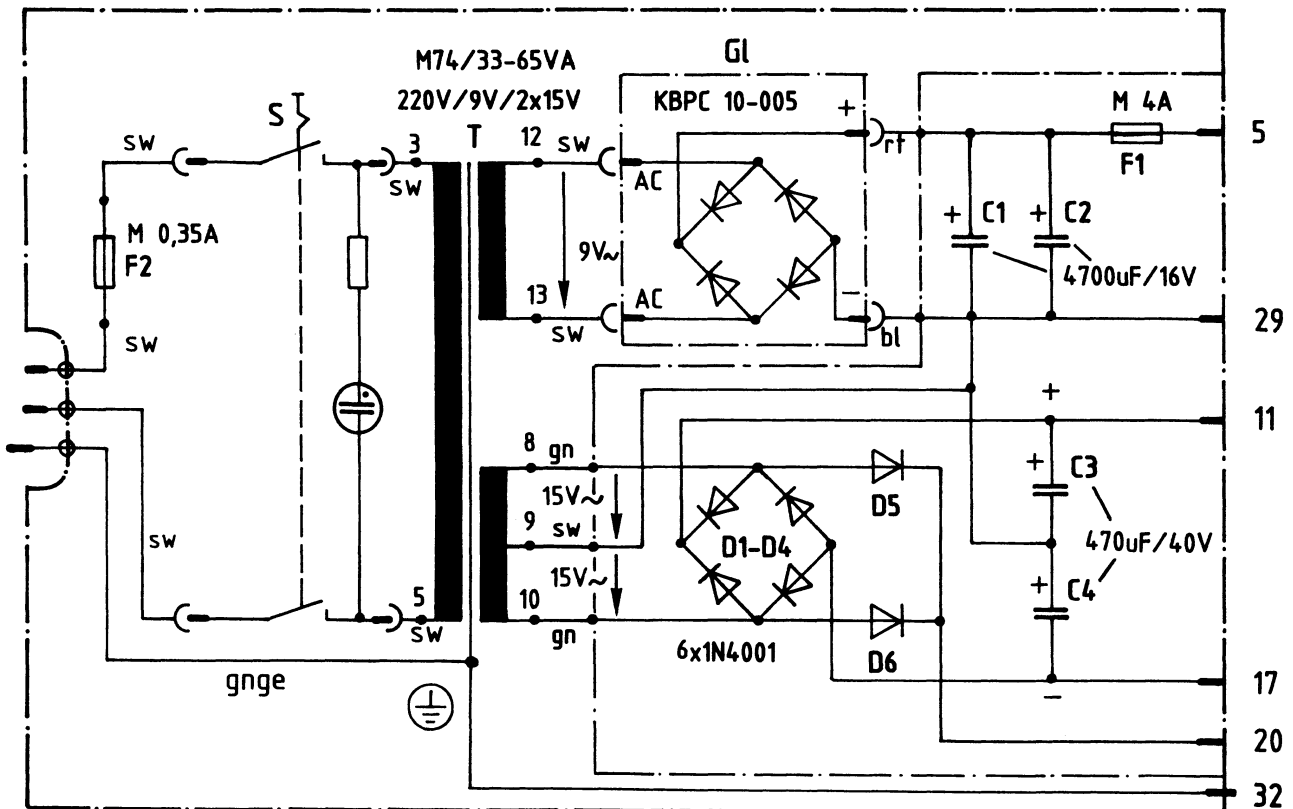 Gl
M74/33-65VA
220V/9V/2x15V
KBPC 10-005
M 4A
F1
5
S
T
sw
3
sw
12
sw
AC
+
rt
M 0,35A
F2
9V~
+
C1
+
C2
4700uF/16V
13
sw
AC
−
bl
29
sw
+
11
8
gn
15V~
9
sw
15V~
10
gn
D1-D4
6x1N4001
D5
D6
+
C3
470uF/40V
+
C4
−
17
sw
5
sw
gnge
20
32